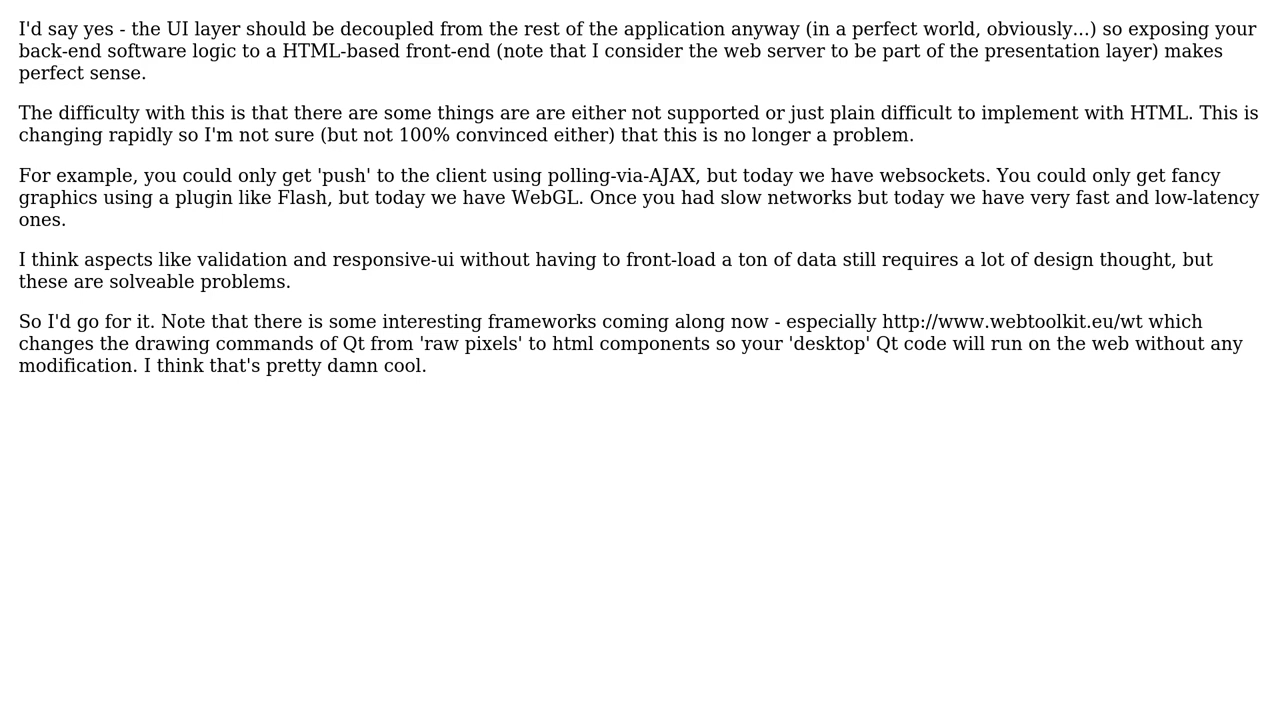 I'd say yes - the UI layer should be decoupled from the rest of the application anyway (in a perfect world, obviously...) so exposing your
back-end software logic to a HTML-based front-end (note that I consider the web server to be part of the presentation layer) makes
perfect sense.
The difficulty with this is that there are some things are are either not supported or just plain difficult to implement with HTML. This is
changing rapidly so I'm not sure (but not 100% convinced either) that this is no longer a problem.
For example, you could only get 'push' to the client using polling-via-AJAX, but today we have websockets. You could only get fancy
graphics using a plugin like Flash, but today we have WebGL. Once you had slow networks but today we have very fast and low-latency
ones.
I think aspects like validation and responsive-ui without having to front-load a ton of data still requires a lot of design thought, but
these are solveable problems.
So I'd go for it. Note that there is some interesting frameworks coming along now - especially http://www.webtoolkit.eu/wt which
changes the drawing commands of Qt from 'raw pixels' to html components so your 'desktop' Qt code will run on the web without any
modification. I think that's pretty damn cool.